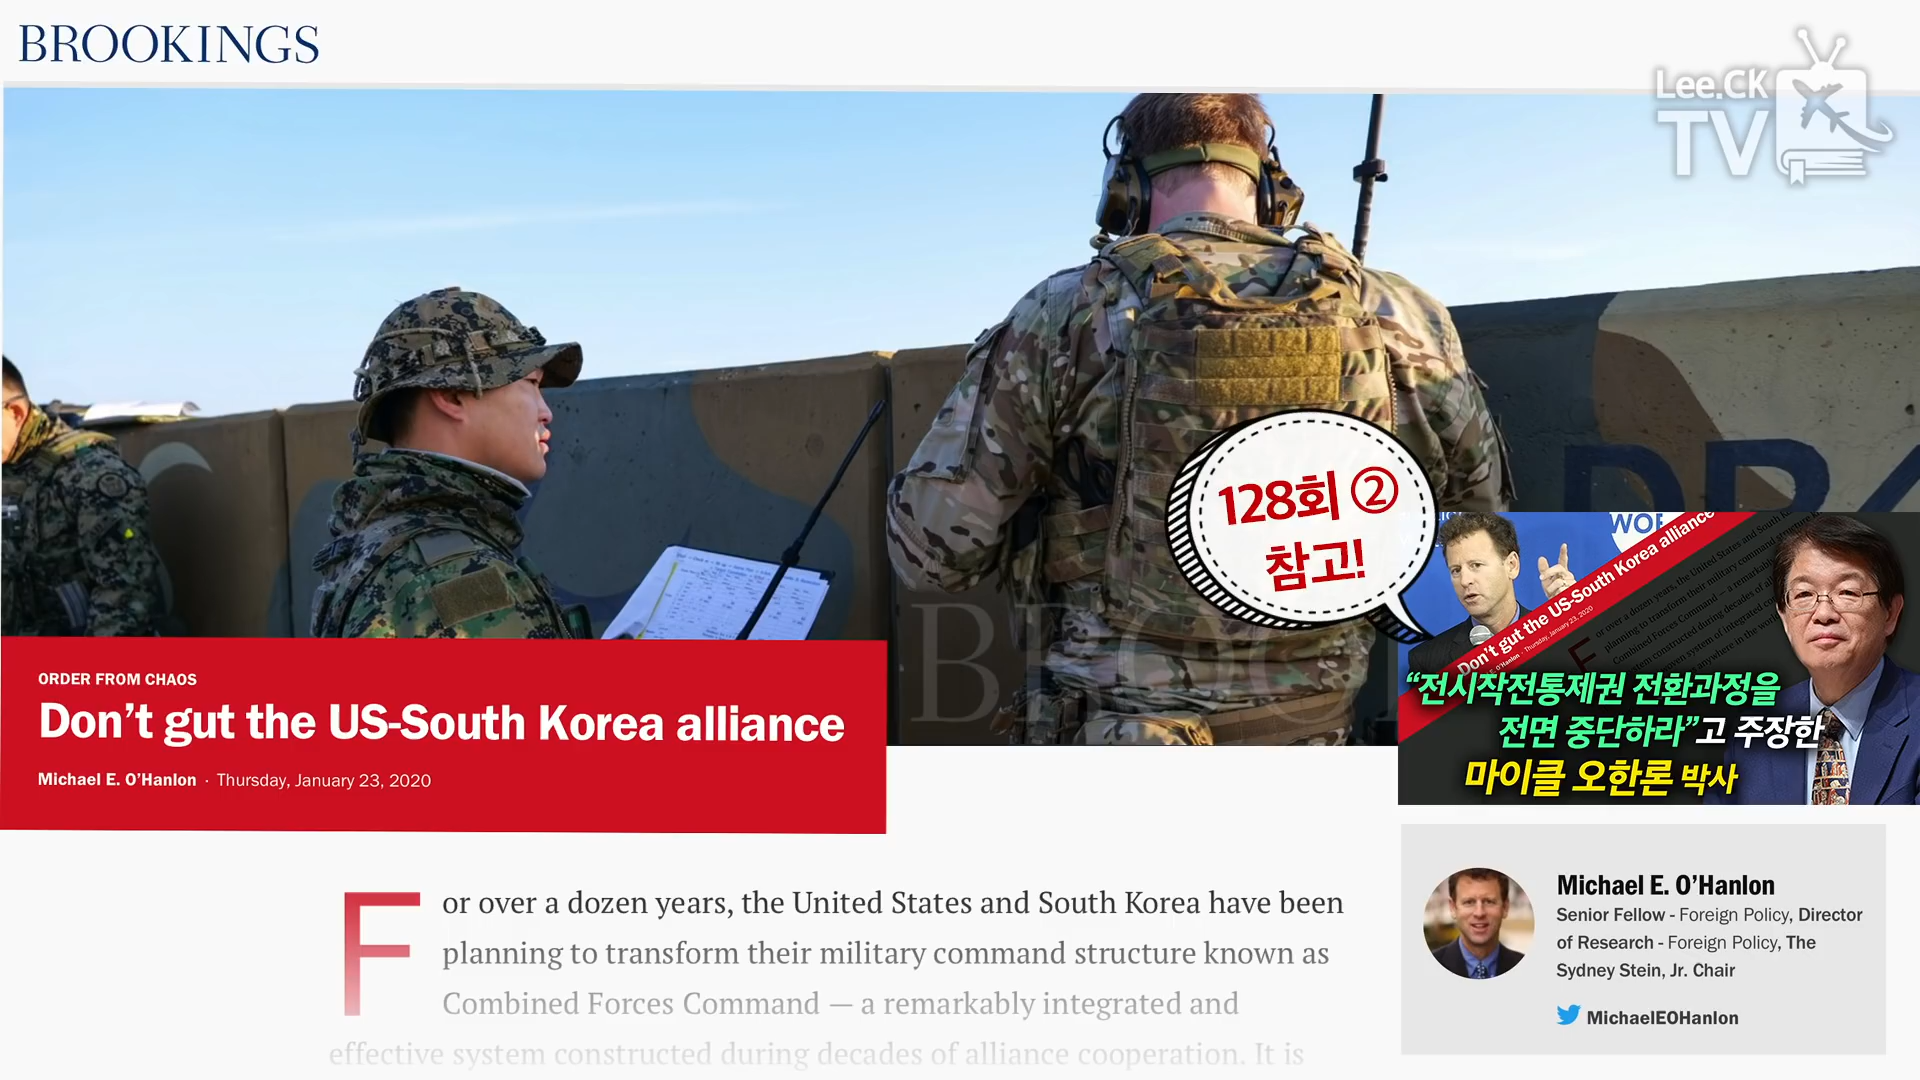 BROOKINGS
Lee.CK
TV
128회 ②
참고!
Don't gut the US-South Korea alliance
"전시작전통제권 전환과정을
전면 중단하라"고 주장한
마이클 오한론 박사
ORDER FROM CHAOS
Don't gut the US-South Korea alliance
Michael E. O'Hanlon · Thursday, January 23, 2020
For over a dozen years, the United States and South Korea have been
planning to transform their military command structure known as
Combined Forces Command — a remarkably integrated and
effective system constructed during decades of alliance cooperation. It is
Michael E. O'Hanlon
Senior Fellow - Foreign Policy, Director
of Research - Foreign Policy, The
Sydney Stein, Jr. Chair
MichaelEOHanlon